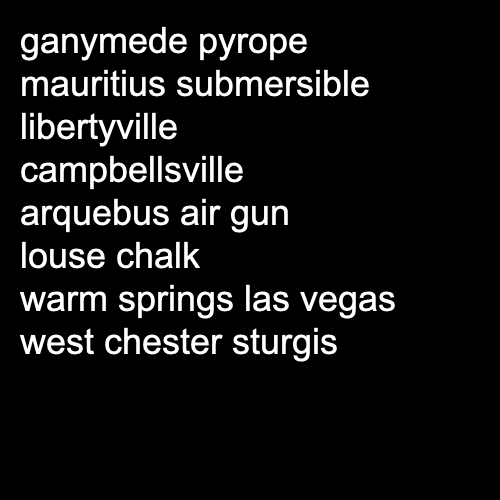 ganymede pyrope
mauritius submersible
libertyville
campbellsville
arquebus air gun
louse chalk
warm springs las vegas
west chester sturgis